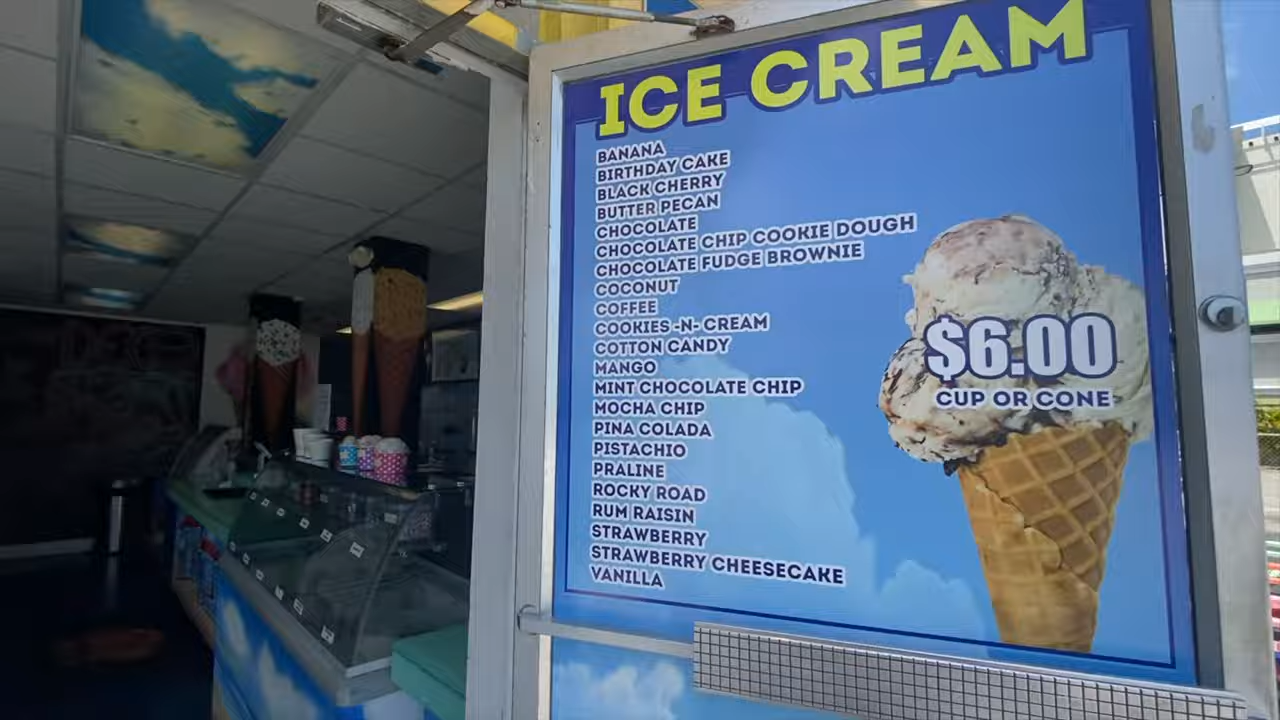 ICE CREAM
BANANA
BIRTHDAY CAKE
BLACK CHERRY
BUTTER PECAN
CHOCOLATE
CHOCOLATE CHIP COOKIE DOUGH
CHOCOLATE FUDGE BROWNIE
COCONUT
COFFEE
COOKIES -N- CREAM
COTTON CANDY
MANGO
MINT CHOCOLATE CHIP
MOCHA CHIP
PINA COLADA
PISTACHIO
PRALINE
ROCKY ROAD
RUM RAISIN
STRAWBERRY
STRAWBERRY CHEESECAKE
VANILLA
$6.00
CUP OR CONE